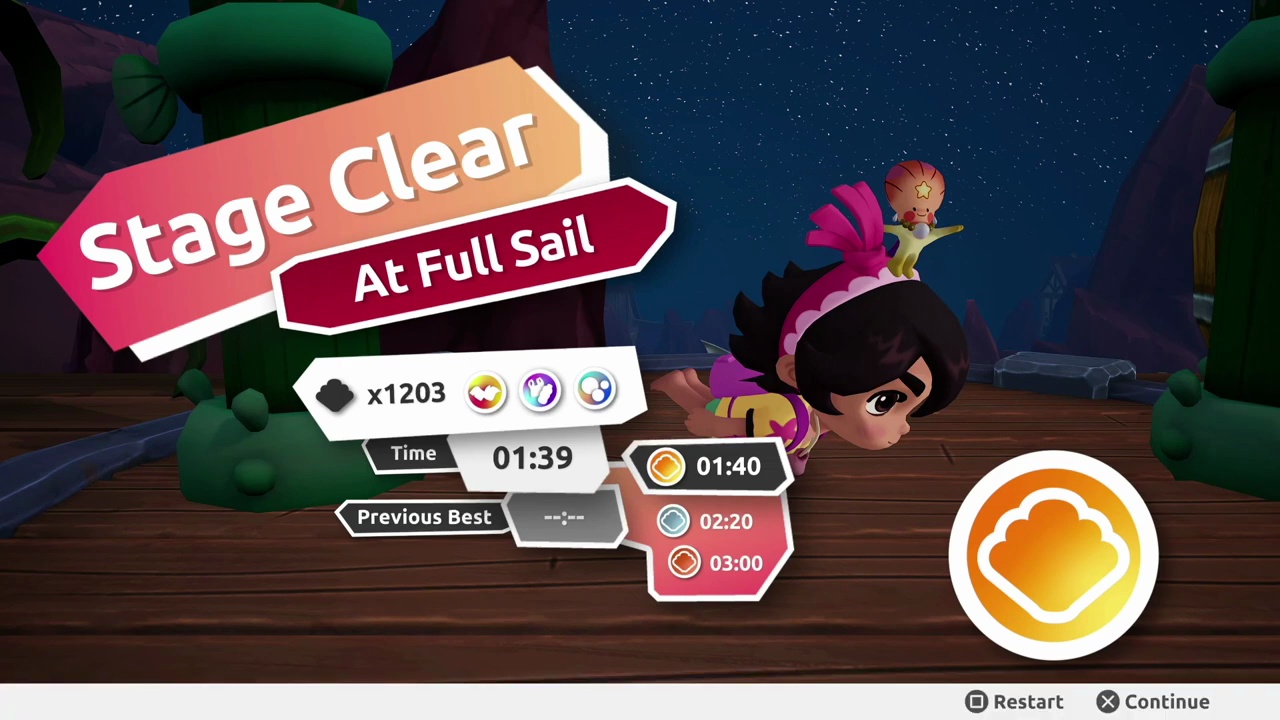 Stage Clear
At Full Sail
x1203
Time
01:39
01:40
Previous Best
--:--
02:20
03:00
Restart
Continue